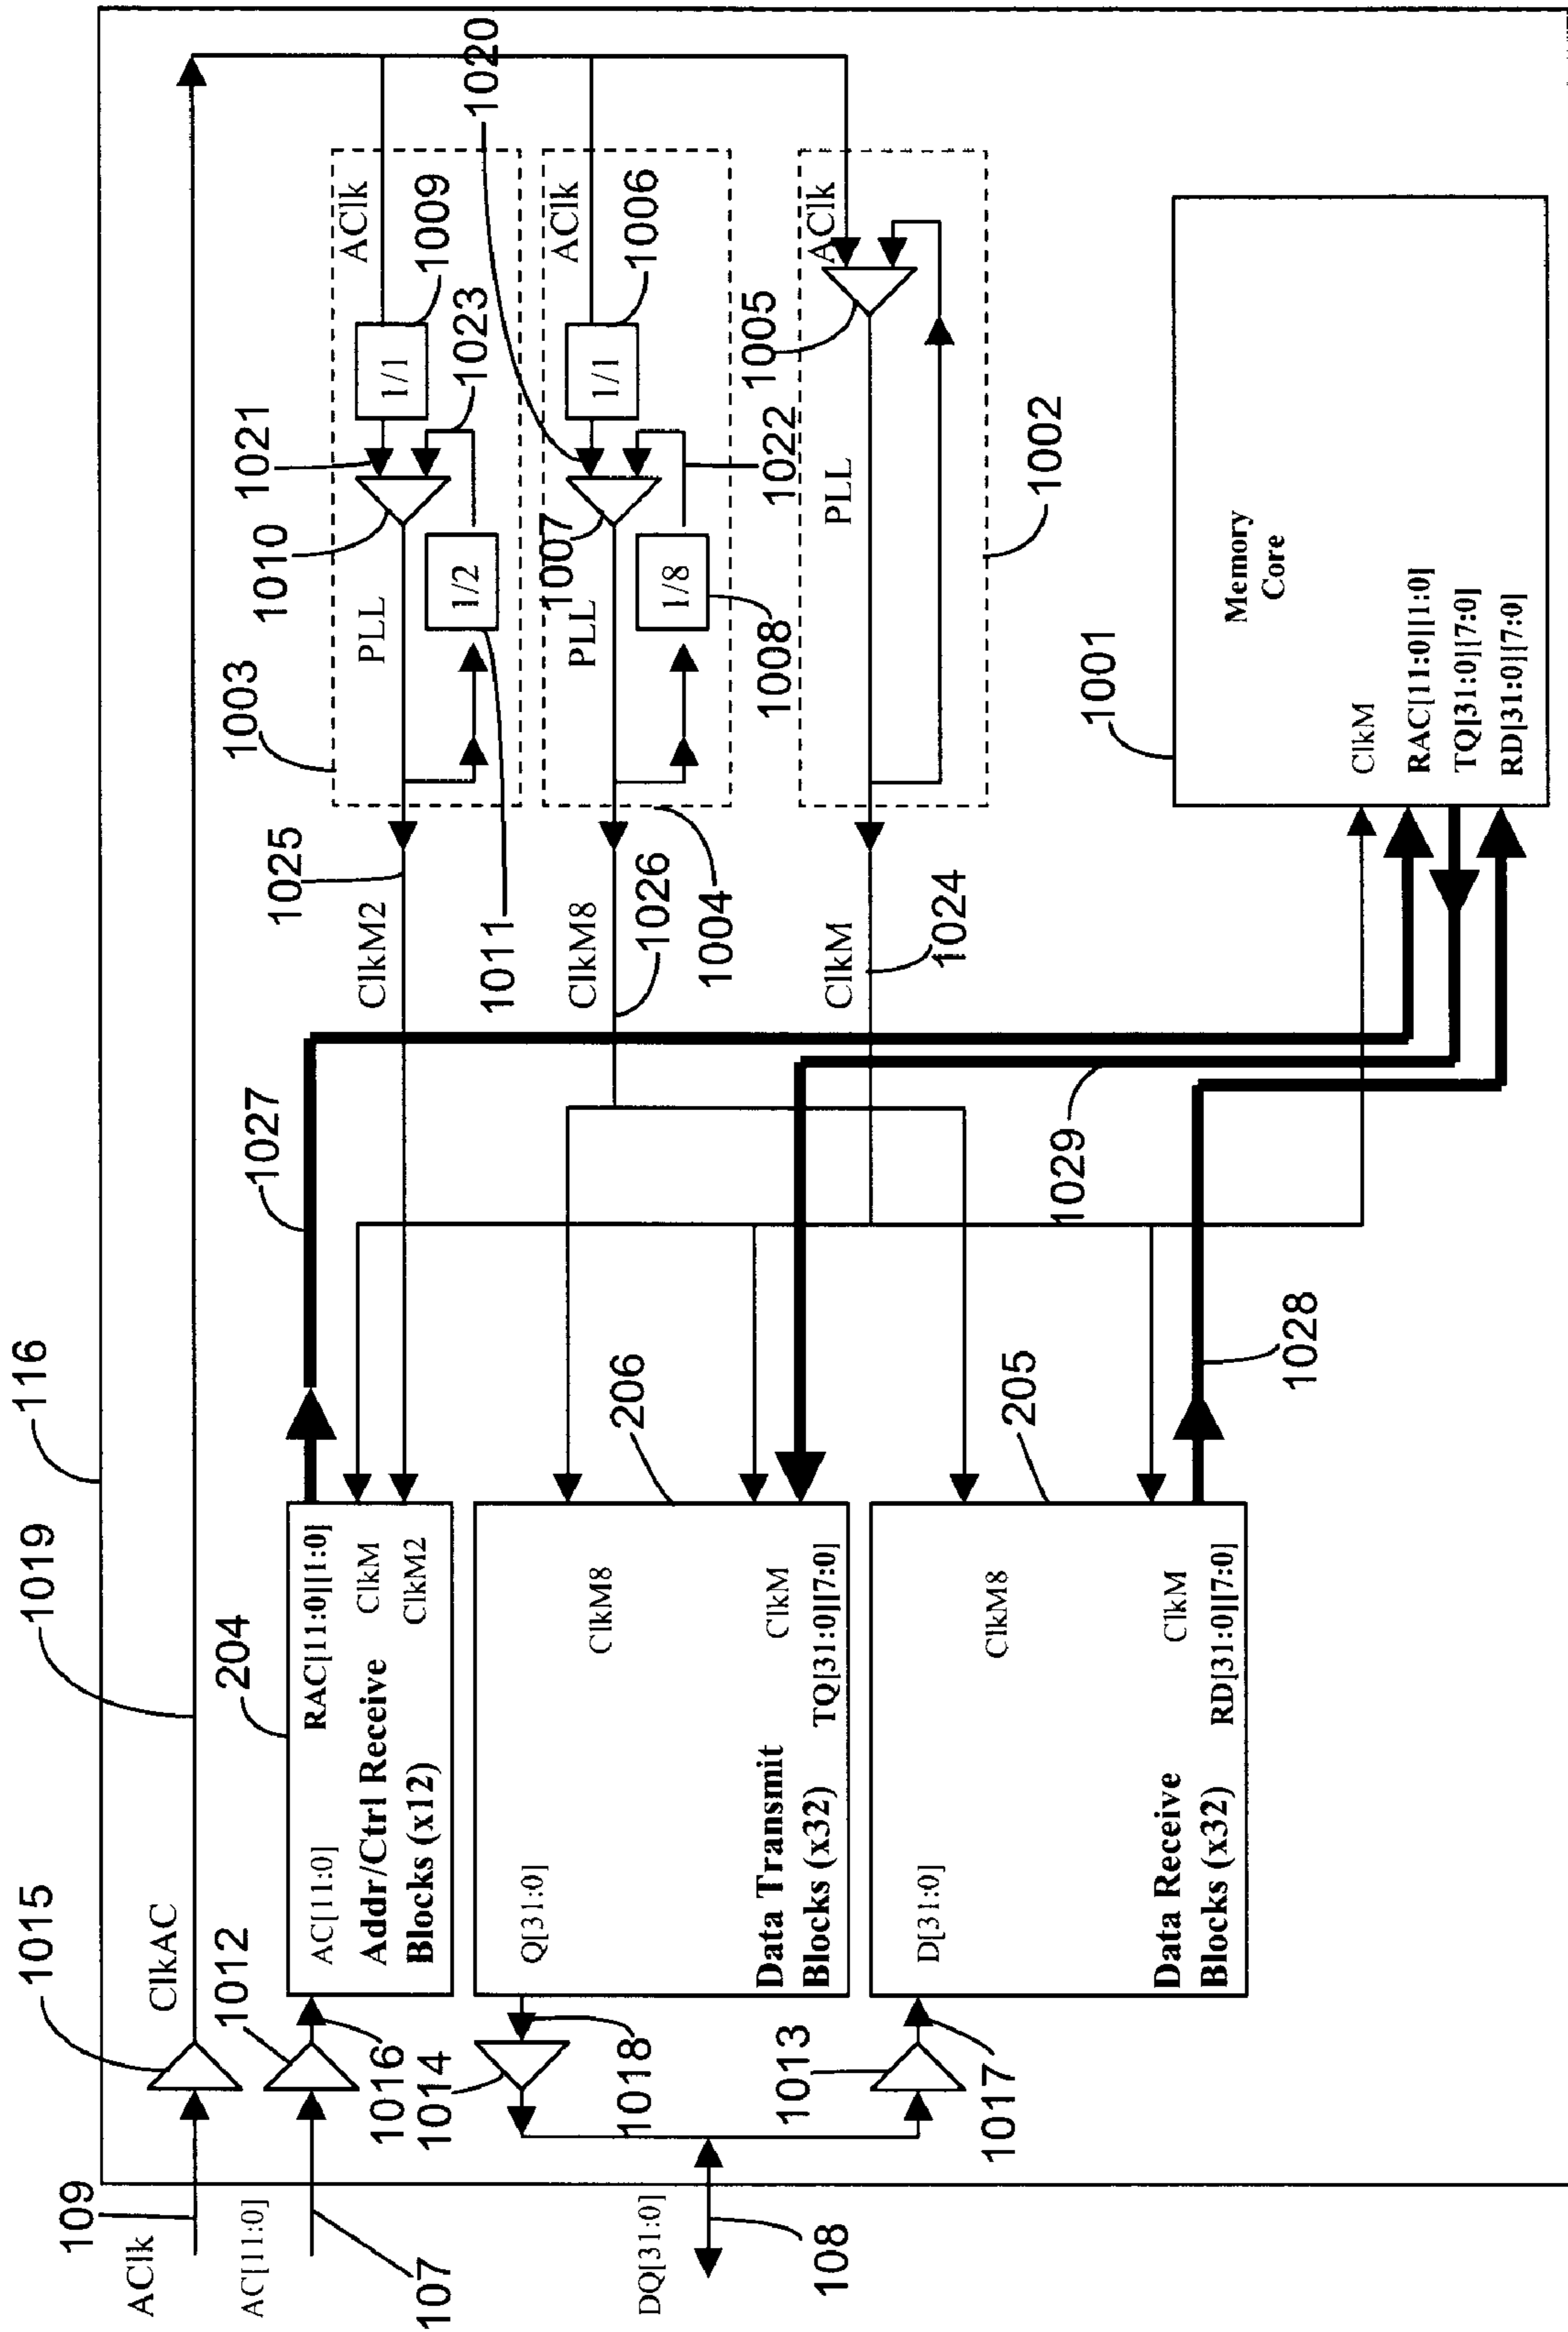 116
1019
1015
ClkAC
109
AClk
1012
AC[11:0]
107
1016
204
AC[11:0]
RAC[11:0][1:0]
Addr/Ctrl Receive
Blocks (x12)
ClkM
ClkM2
1027
1025
ClkM2
1003
PLL
1010
1021
1/1
AClk
1009
1023
1/2
1011
1020
1014
1018
Q[31:0]
ClkM8
206
Data Transmit
Blocks (x32)
ClkM
TQ[31:0][7:0]
ClkM8
1026
1004
PLL
1007
1/1
AClk
1006
1022
1/8
1008
DQ[31:0]
108
1013
1017
D[31:0]
ClkM8
205
Data Receive
Blocks (x32)
ClkM
RD[31:0][7:0]
1028
1029
ClkM
1024
PLL
1005
AClk
1002
1001
Memory
Core
ClkM
RAC[11:0][1:0]
TQ[31:0][7:0]
RD[31:0][7:0]